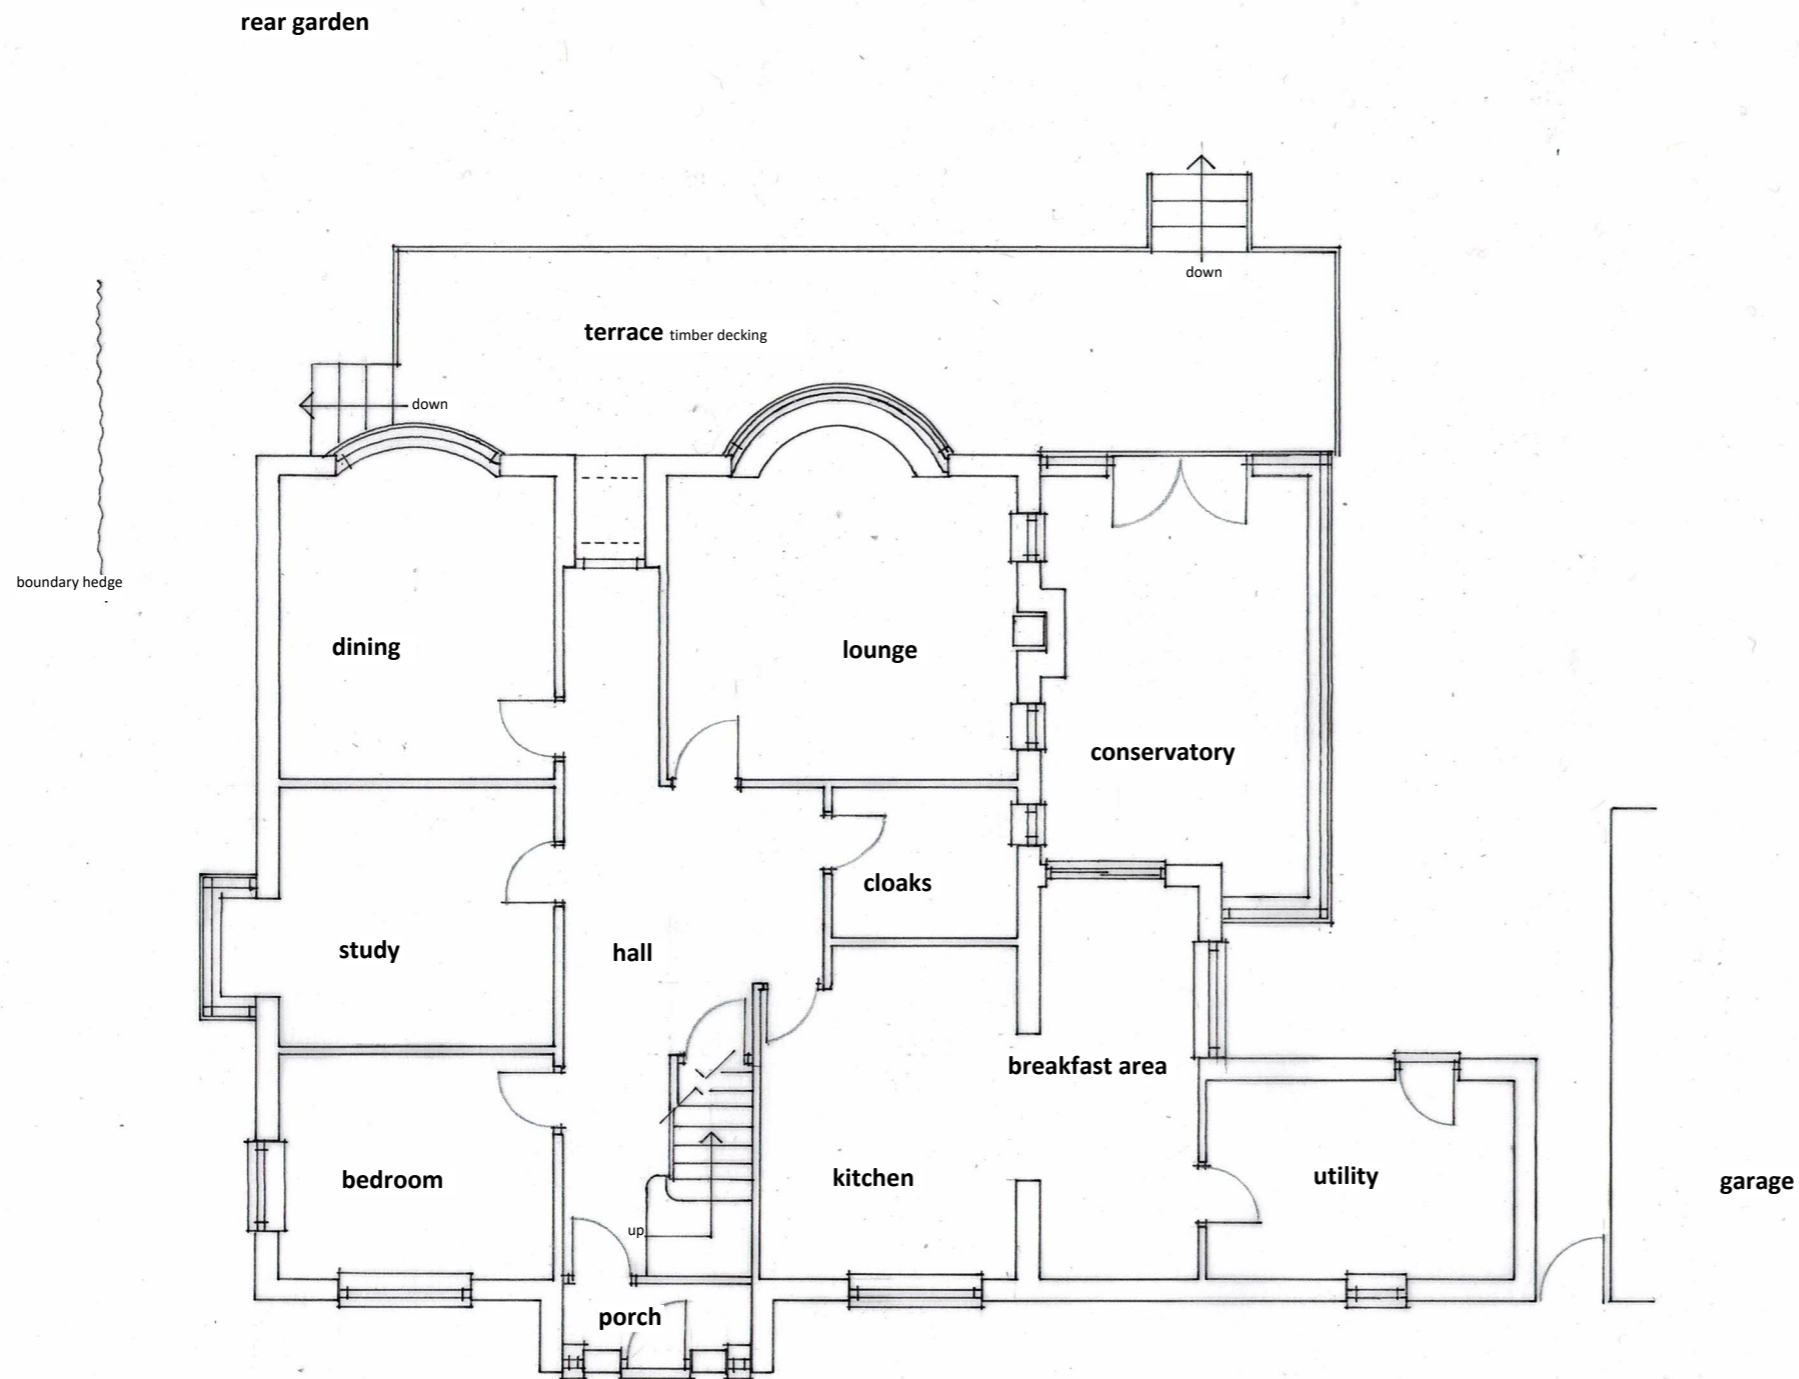 rear garden
down
terrace timber decking
down
boundary hedge
dining
lounge
conservatory
cloaks
study
hall
breakfast area
bedroom
kitchen
utility
garage
up
porch